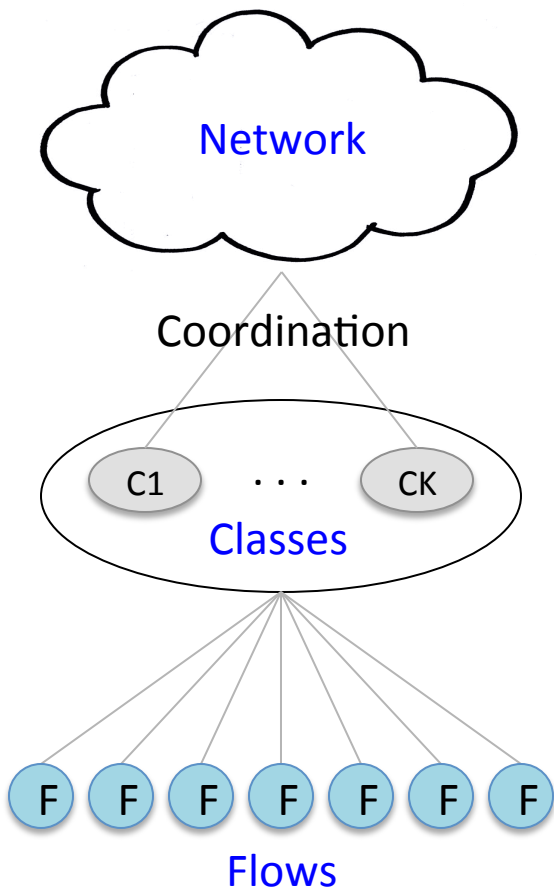 Network
Coordination
C1 . . . CK
Classes
F F F F F F F
Flows